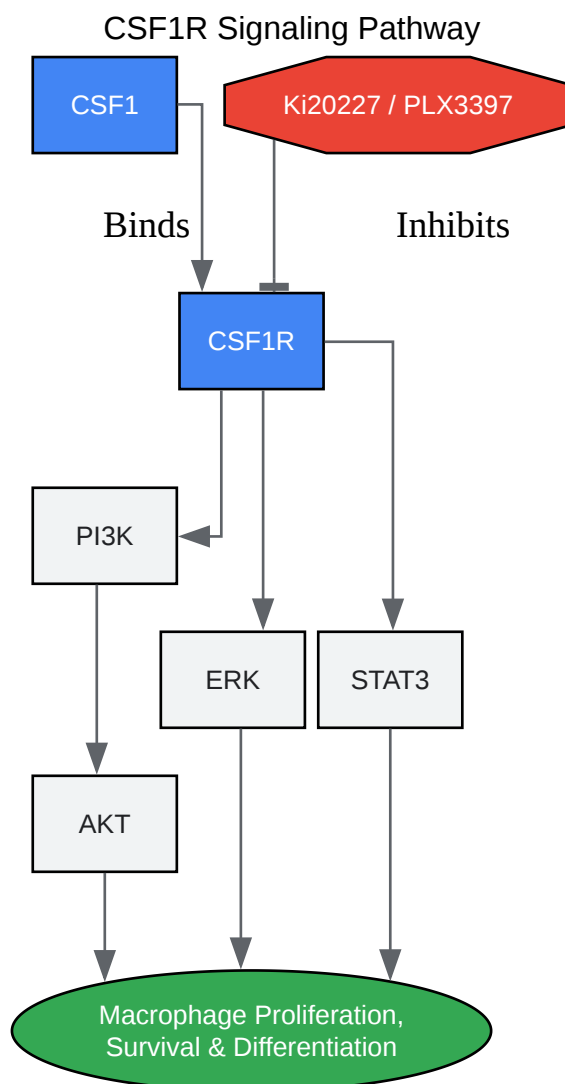 CSF1R Signaling Pathway
CSF1
Ki20227 / PLX3397
Binds
Inhibits
CSF1R
PI3K
ERK
STAT3
AKT
Macrophage Proliferation,
Survival & Differentiation